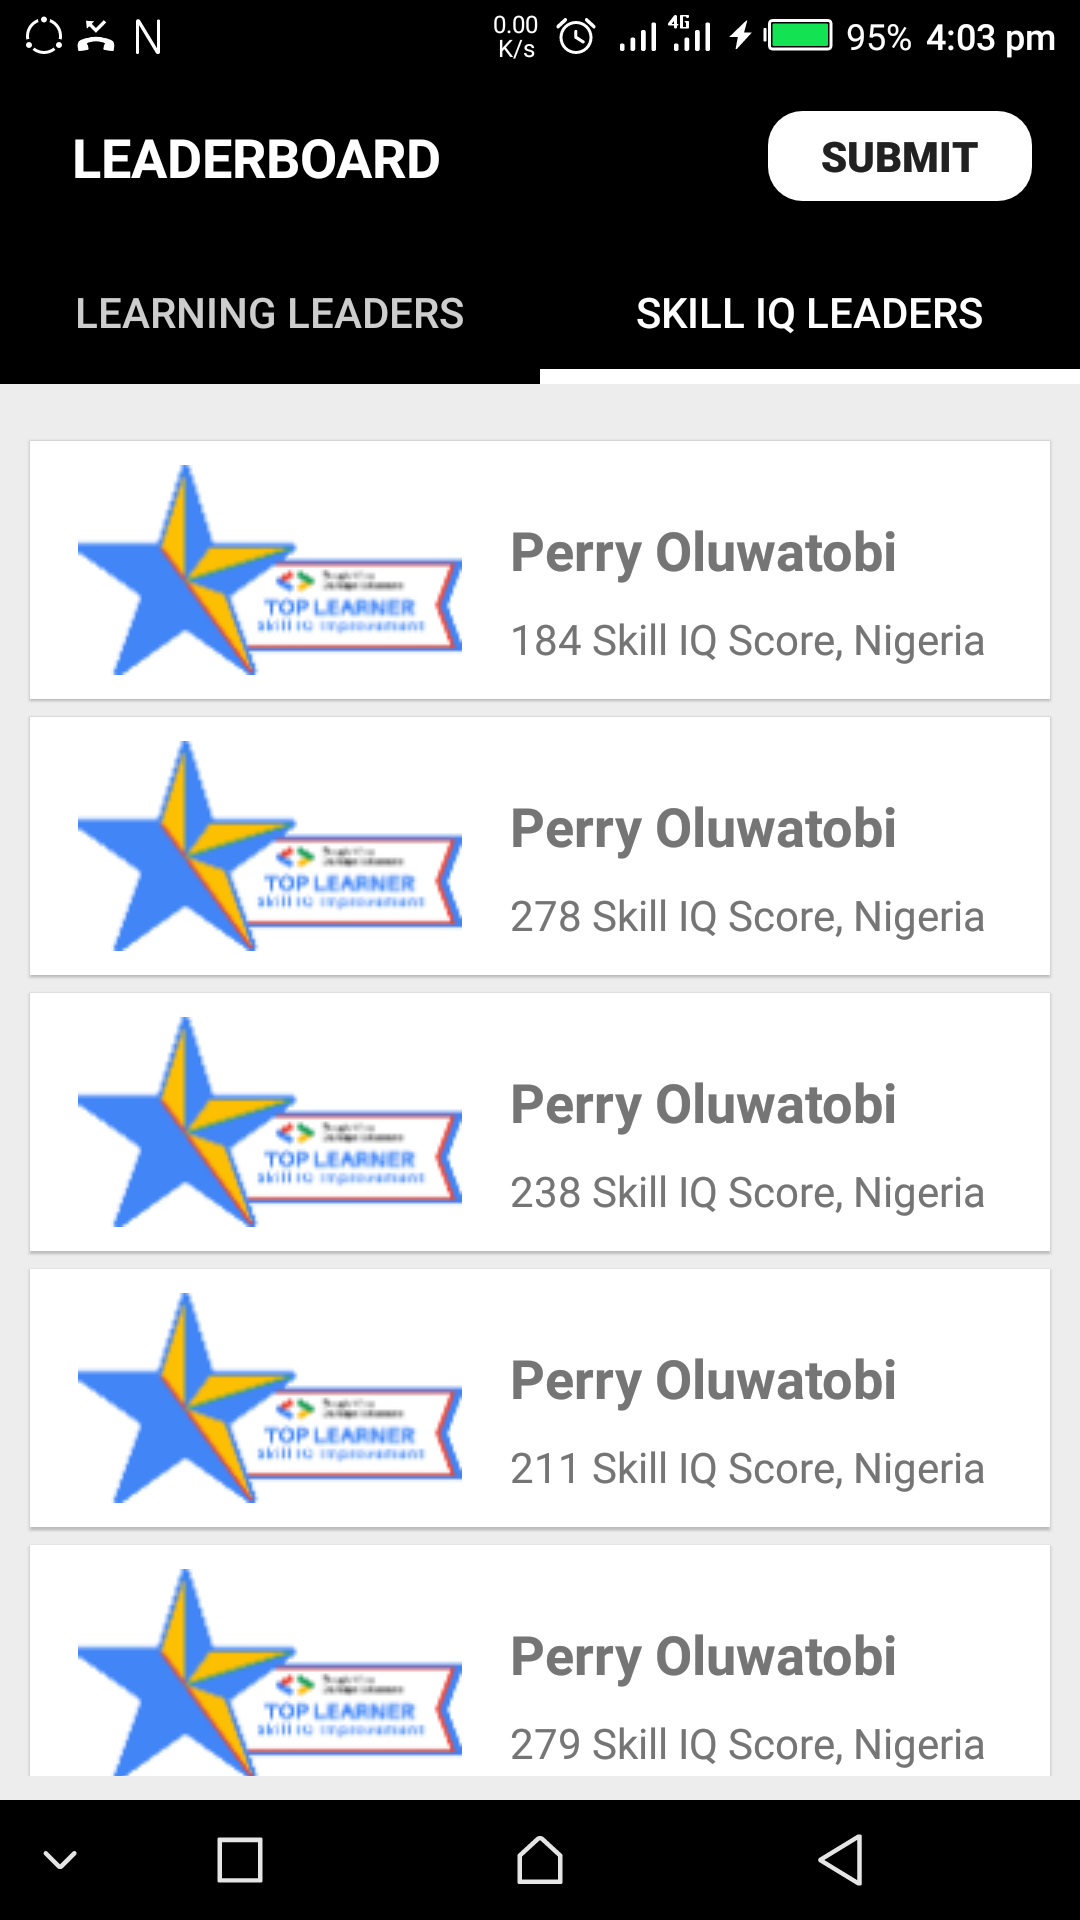 0.00
K/s
4G
95% 4:03 pm
LEADERBOARD
SUBMIT
LEARNING LEADERS
SKILL IQ LEADERS
TOP LEARNER
Skill IQ Improvement
Perry Oluwatobi
184 Skill IQ Score, Nigeria
TOP LEARNER
Skill IQ Improvement
Perry Oluwatobi
278 Skill IQ Score, Nigeria
TOP LEARNER
Skill IQ Improvement
Perry Oluwatobi
238 Skill IQ Score, Nigeria
TOP LEARNER
Skill IQ Improvement
Perry Oluwatobi
211 Skill IQ Score, Nigeria
TOP LEARNER
Skill IQ Improvement
Perry Oluwatobi
279 Skill IQ Score, Nigeria